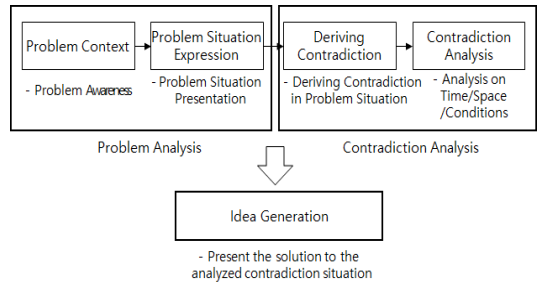 Problem Context
- Problem Awareness
Problem Situation
Expression
- Problem Situation
Presentation
Deriving
Contradiction
- Deriving Contradiction
in Problem Situation
Contradiction
Analysis
- Analysis on
Time/Space
/Conditions
Problem Analysis
Contradiction Analysis
Idea Generation
- Present the solution to the
analyzed contradiction situation